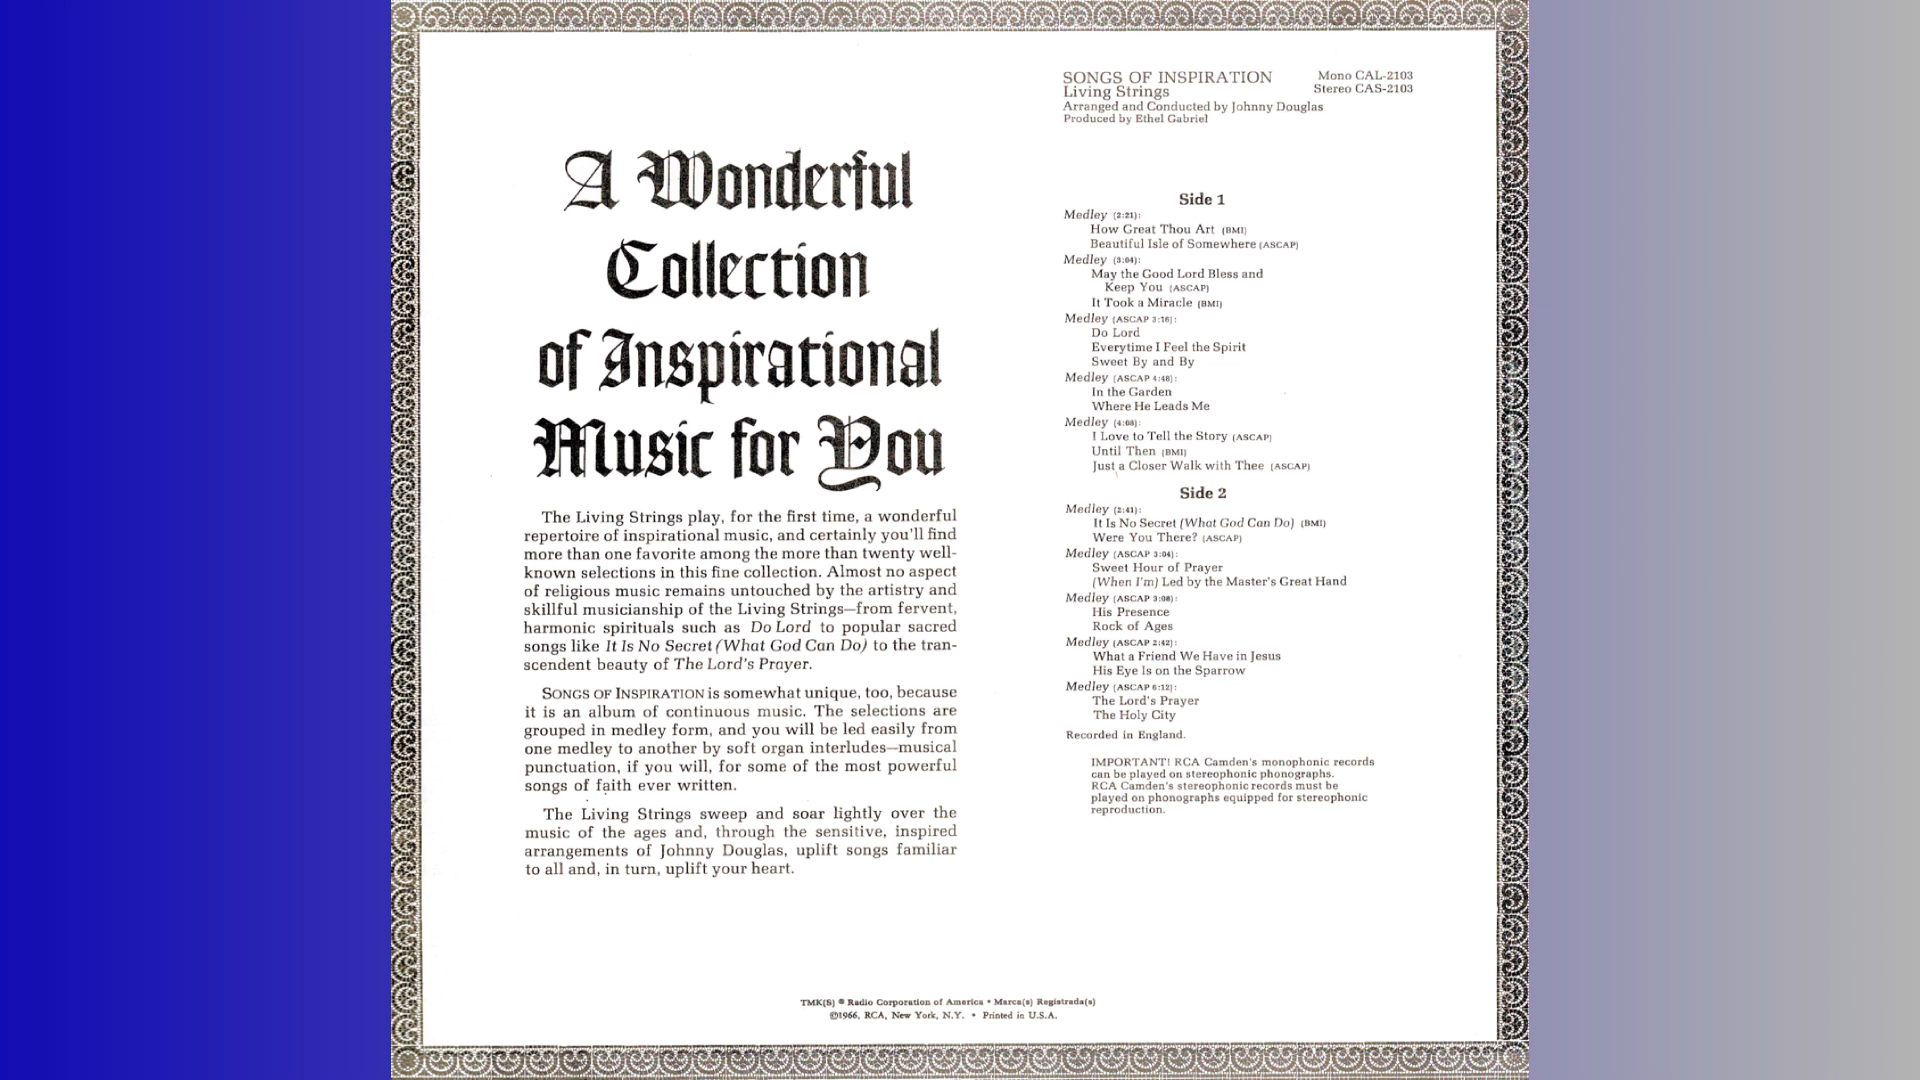 SONGS OF INSPIRATION Mono CAL-2103
Living Strings Stereo CAS-2103
Arranged and Conducted by Johnny Douglas
Produced by Ethel Gabriel
A Wonderful
Collection
of Inspirational
Music for You
The Living Strings play, for the first time, a wonderful
repertoire of inspirational music, and certainly you'll find
more than one favorite among the more than twenty well-
known selections in this fine collection. Almost no aspect
of religious music remains untouched by the artistry and
skillful musicianship of the Living Strings—from fervent,
harmonic spirituals such as Do Lord to popular sacred
songs like It Is No Secret (What God Can Do) to the tran-
scendent beauty of The Lord's Prayer.
SONGS OF INSPIRATION is somewhat unique, too, because
it is an album of continuous music. The selections are
grouped in medley form, and you will be led easily from
one medley to another by soft organ interludes—musical
punctuation, if you will, for some of the most powerful
songs of faith ever written.
The Living Strings sweep and soar lightly over the
music of the ages and, through the sensitive, inspired
arrangements of Johnny Douglas, uplift songs familiar
to all and, in turn, uplift your heart.
Side 1
Medley (2:21):
How Great Thou Art (BMI)
Beautiful Isle of Somewhere (ASCAP)
Medley (3:04):
May the Good Lord Bless and
Keep You (ASCAP)
It Took a Miracle (BMI)
Medley (ASCAP 3:16):
Do Lord
Everytime I Feel the Spirit
Sweet By and By
Medley (ASCAP 4:48):
In the Garden
Where He Leads Me
Medley (4:08):
I Love to Tell the Story (ASCAP)
Until Then (BMI)
Just a Closer Walk with Thee (ASCAP)
Side 2
Medley (2:41):
It Is No Secret (What God Can Do) (BMI)
Were You There? (ASCAP)
Medley (ASCAP 3:04):
Sweet Hour of Prayer
(When I'm) Led by the Master's Great Hand
Medley (ASCAP 3:08):
His Presence
Rock of Ages
Medley (ASCAP 2:42):
What a Friend We Have in Jesus
His Eye Is on the Sparrow
Medley (ASCAP 6:12):
The Lord's Prayer
The Holy City
Recorded in England.
IMPORTANT! RCA Camden's monophonic records
can be played on stereophonic phonographs.
RCA Camden's stereophonic records must be
played on phonographs equipped for stereophonic
reproduction.
TMK(S) ® Radio Corporation of America • Marca(s) Registrada(s)
©1966, RCA, New York, N.Y. • Printed in U.S.A.